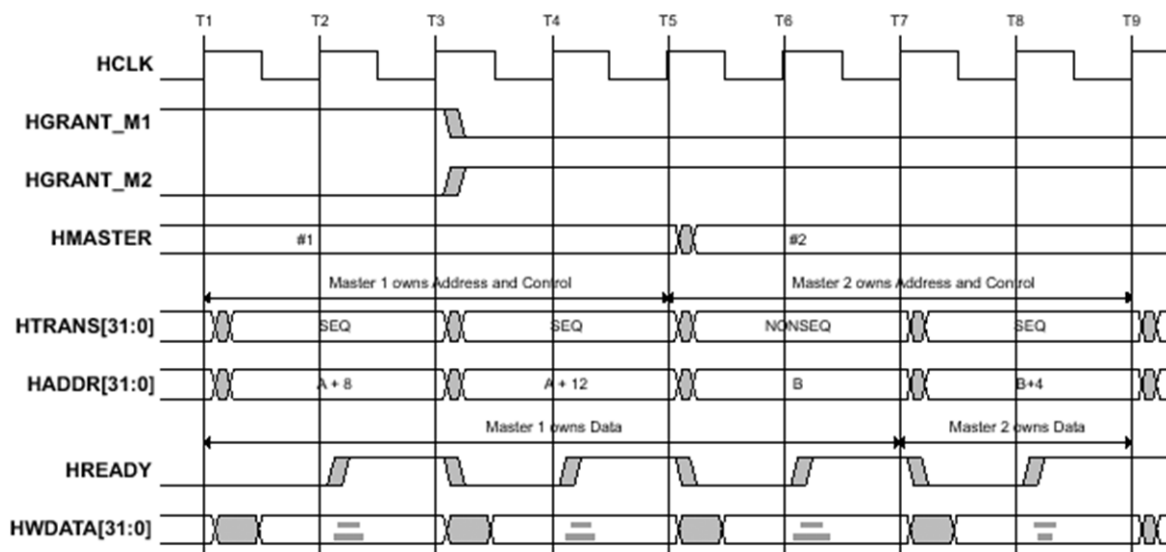 T1 T2 T3 T4 T5 T6 T7 T8 T9
HCLK
HGRANT_M1
HGRANT_M2
HMASTER #1 #2
Master 1 owns Address and Control Master 2 owns Address and Control
HTRANS[31:0] SEQ SEQ NONSEQ SEQ
HADDR[31:0] A + 8 A + 12 B B+4
Master 1 owns Data Master 2 owns Data
HREADY
HWDATA[31:0]